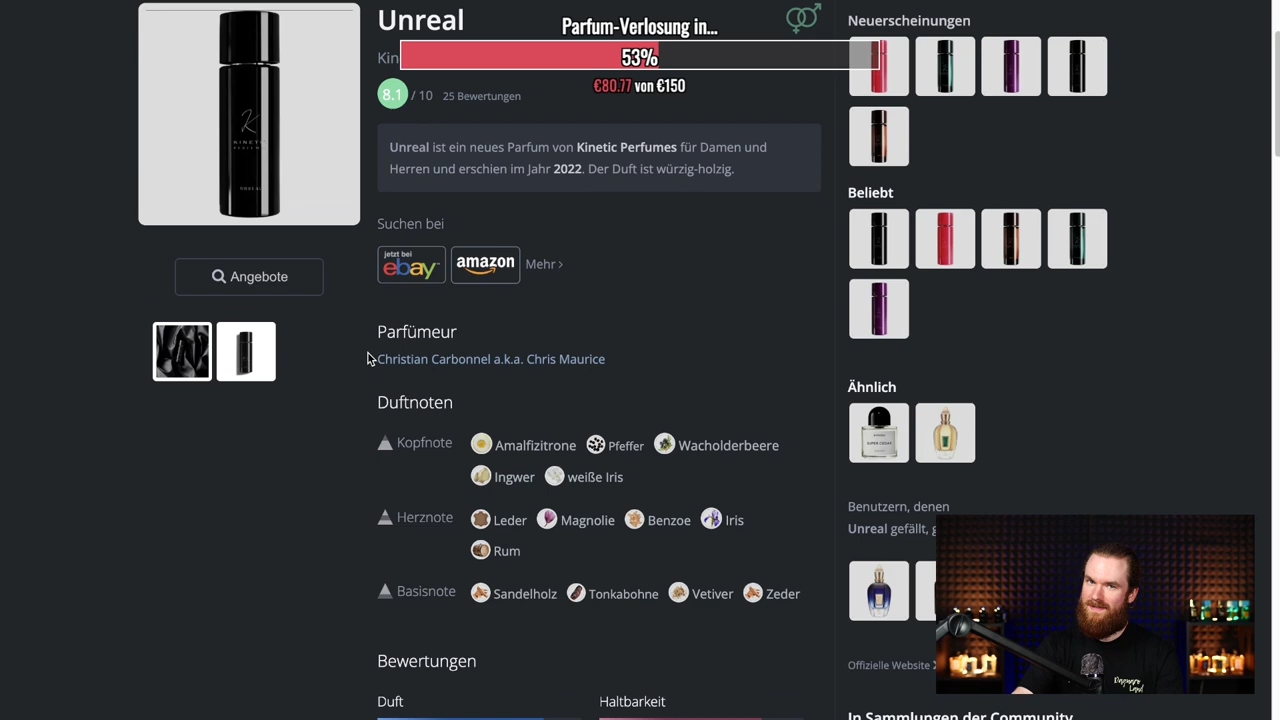 Unreal
Parfum-Verlosung in...
Kin
53%
8.1 / 10 25 Bewertungen
€80.77 von €150
Unreal ist ein neues Parfum von Kinetic Perfumes für Damen und
Herren und erschien im Jahr 2022. Der Duft ist würzig-holzig.
Suchen bei
jetzt bei
ebay
amazon
Mehr ›
Angebote
Parfümeur
Christian Carbonnel a.k.a. Chris Maurice
Duftnoten
Kopfnote
Amalfizitrone Pfeffer Wacholderbeere
Ingwer weiße Iris
Herznote
Leder Magnolie Benzoe Iris
Rum
Basisnote
Sandelholz Tonkabohne Vetiver Zeder
Bewertungen
Duft Haltbarkeit
Neuerscheinungen
Beliebt
Ähnlich
Benutzern, denen
Unreal gefällt, g
Offizielle Website
In Sammlungen der Community
K
KINETIC